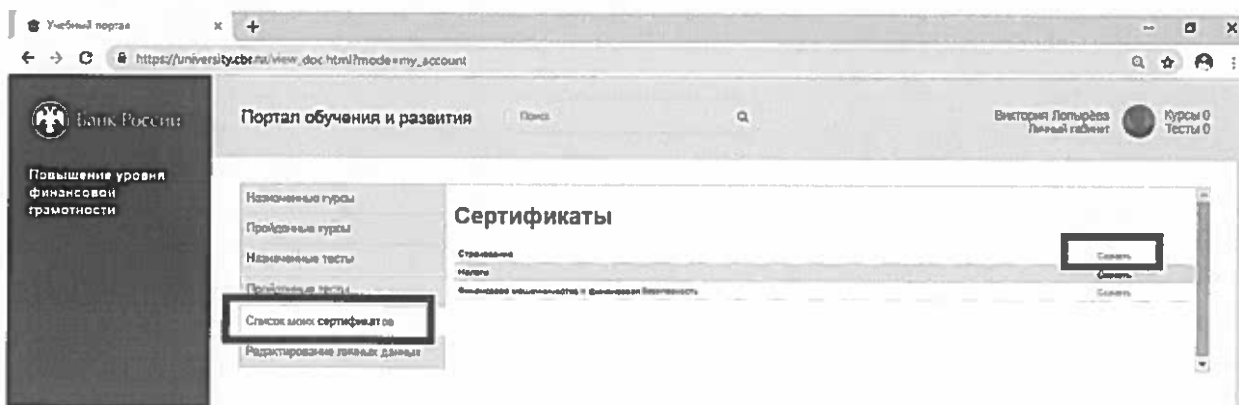 Учебный портал
https://university.cbr.ru/view_doc.html?mode=my_account
Банк России
Портал обучения и развития
Поиск
Виктория Лопырёва
Личный кабинет
Курсы 0
Тесты 0
Повышение уровня
финансовой
грамотности
Назначенные курсы
Пройденные курсы
Назначенные тесты
Пройденные тесты
Список моих сертификатов
Редактирование личных данных
Сертификаты
Страхование
Скачать
Налоги
Скачать
Финансовое мошенничество и финансовая безопасность
Скачать